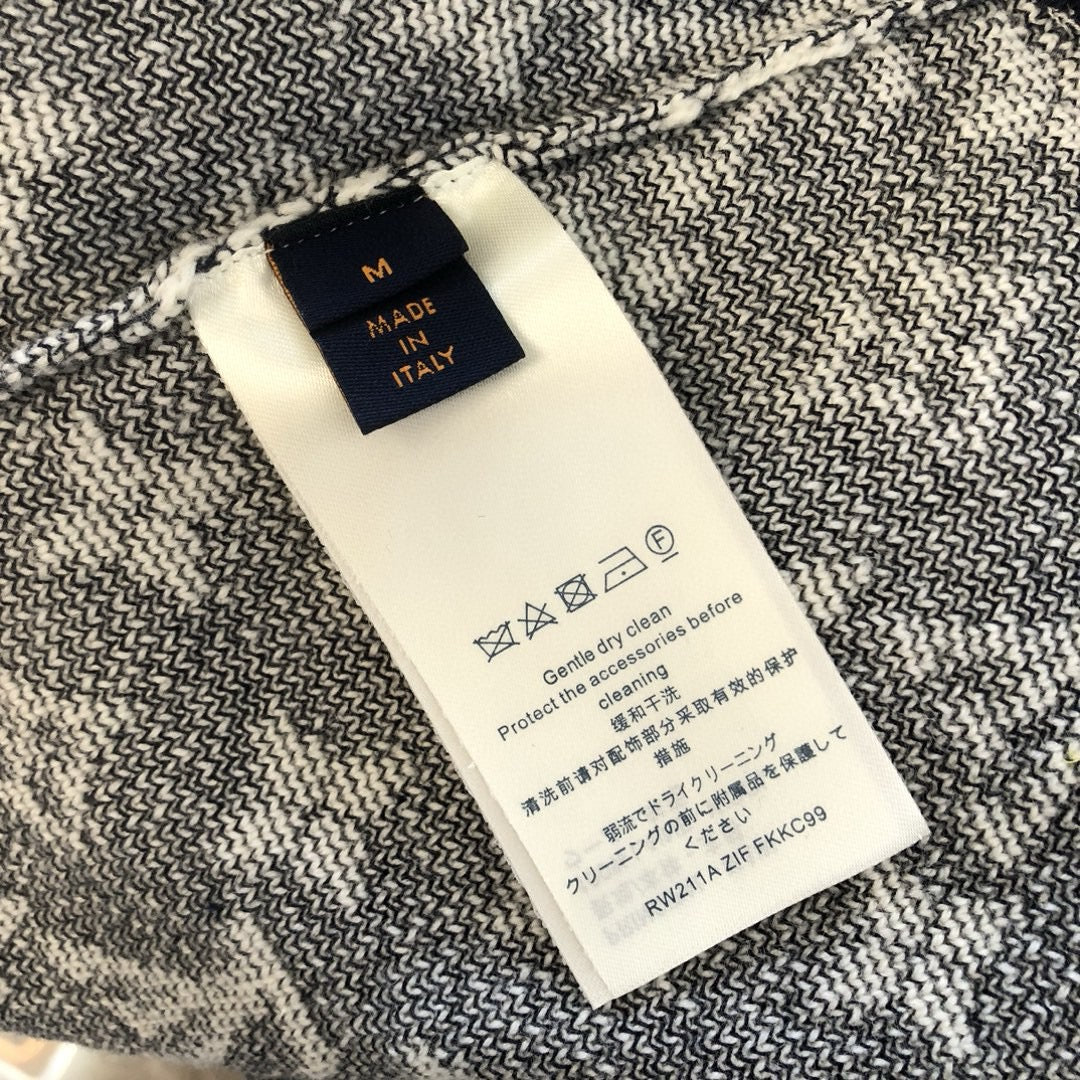 M
MADE
IN
ITALY
F
Gentle dry clean
Protect the accessories before
cleaning
缓和干洗
清洗前请对配饰部分采取有效的保护
措施
弱流でドライクリーニング
クリーニングの前に附属品を保護して
ください
RW211A ZIF FKKC99